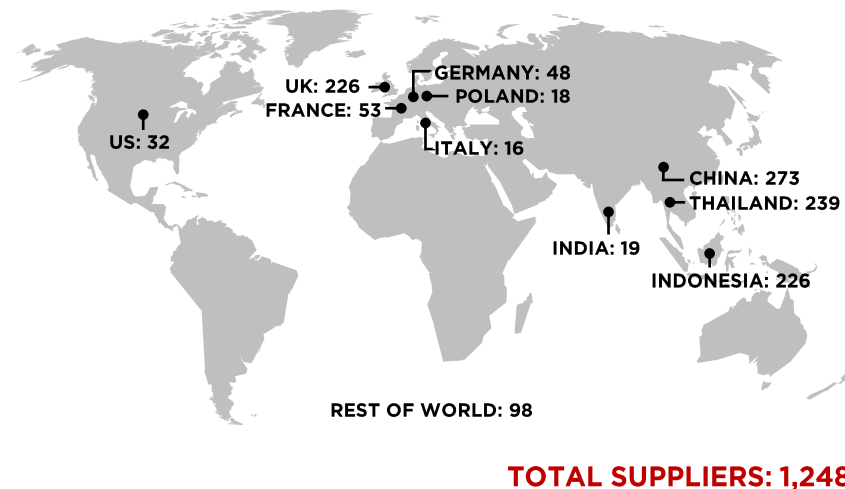 GERMANY: 48
UK: 226
POLAND: 18
FRANCE: 53
US: 32
ITALY: 16
CHINA: 273
THAILAND: 239
INDIA: 19
INDONESIA: 226
REST OF WORLD: 98
TOTAL SUPPLIERS: 1,248